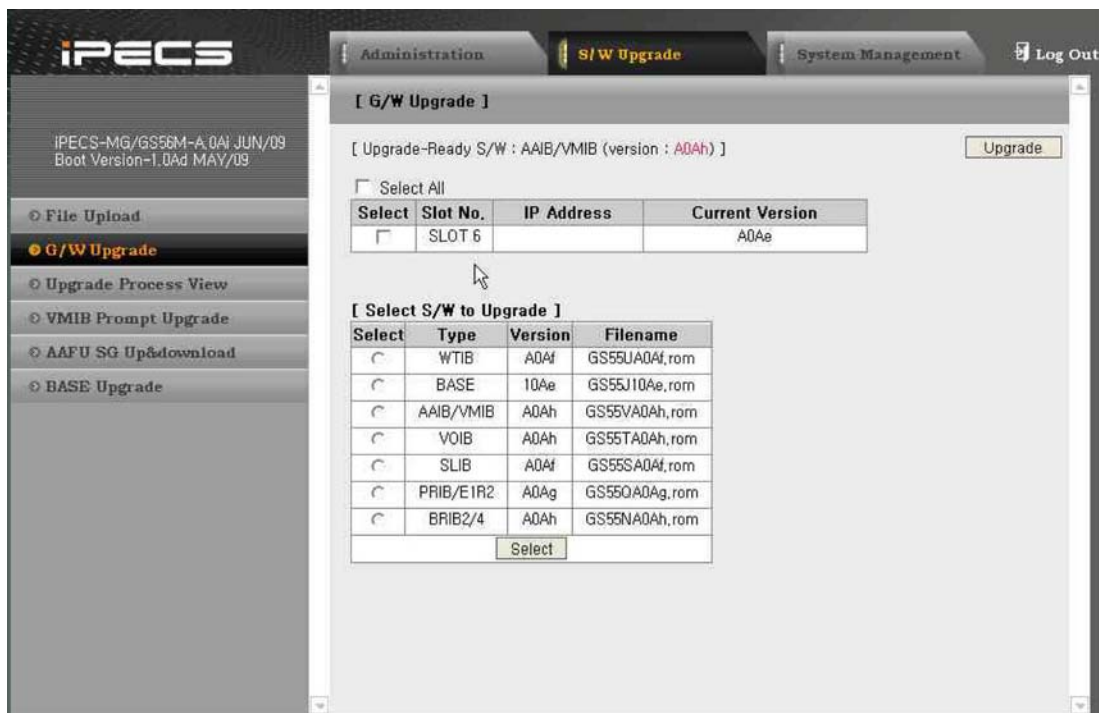 iPECS
Administration
S/W Upgrade
System Management
Log Out
iPECS-MG/GS56M-A.0Ai JUN/09
Boot Version-1.0Ad MAY/09
File Upload
G/W Upgrade
Upgrade Process View
VMIB Prompt Upgrade
AAFU SG Up&download
BASE Upgrade
[ G/W Upgrade ]
[ Upgrade-Ready S/W : AAIB/VMIB (version : A0Ah) ]
Upgrade
Select All
Select Slot No. IP Address Current Version
SLOT 6 A0Ae
[ Select S/W to Upgrade ]
Select Type Version Filename
WTIB A0Af GS55UA0Af.rom
BASE 10Ae GS55J10Ae.rom
AAIB/VMIB A0Ah GS55VA0Ah.rom
VOIB A0Ah GS55TA0Ah.rom
SLIB A0Af GS55SA0Af.rom
PRIB/E1R2 A0Ag GS55QA0Ag.rom
BRIB2/4 A0Ah GS55NA0Ah.rom
Select